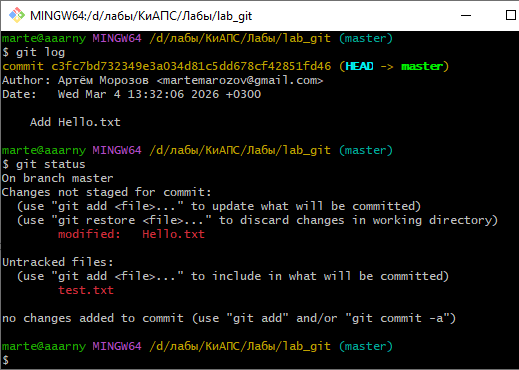 MINGW64:/d/лабы/КиАПС/Лабы/lab_git
marte@aaarny MINGW64 /d/лабы/КиАПС/Лабы/lab_git (master)
$ git log
commit c3fc7bd732349e3a034d81c5dd678cf42851fd46 (HEAD -> master)
Author: Артём Морозов <martemarozov@gmail.com>
Date:   Wed Mar 4 13:32:06 2026 +0300
    Add Hello.txt
marte@aaarny MINGW64 /d/лабы/КиАПС/Лабы/lab_git (master)
$ git status
On branch master
Changes not staged for commit:
  (use "git add <file>..." to update what will be committed)
  (use "git restore <file>..." to discard changes in working directory)
        modified:   Hello.txt
Untracked files:
  (use "git add <file>..." to include in what will be committed)
        test.txt
no changes added to commit (use "git add" and/or "git commit -a")
marte@aaarny MINGW64 /d/лабы/КиАПС/Лабы/lab_git (master)
$